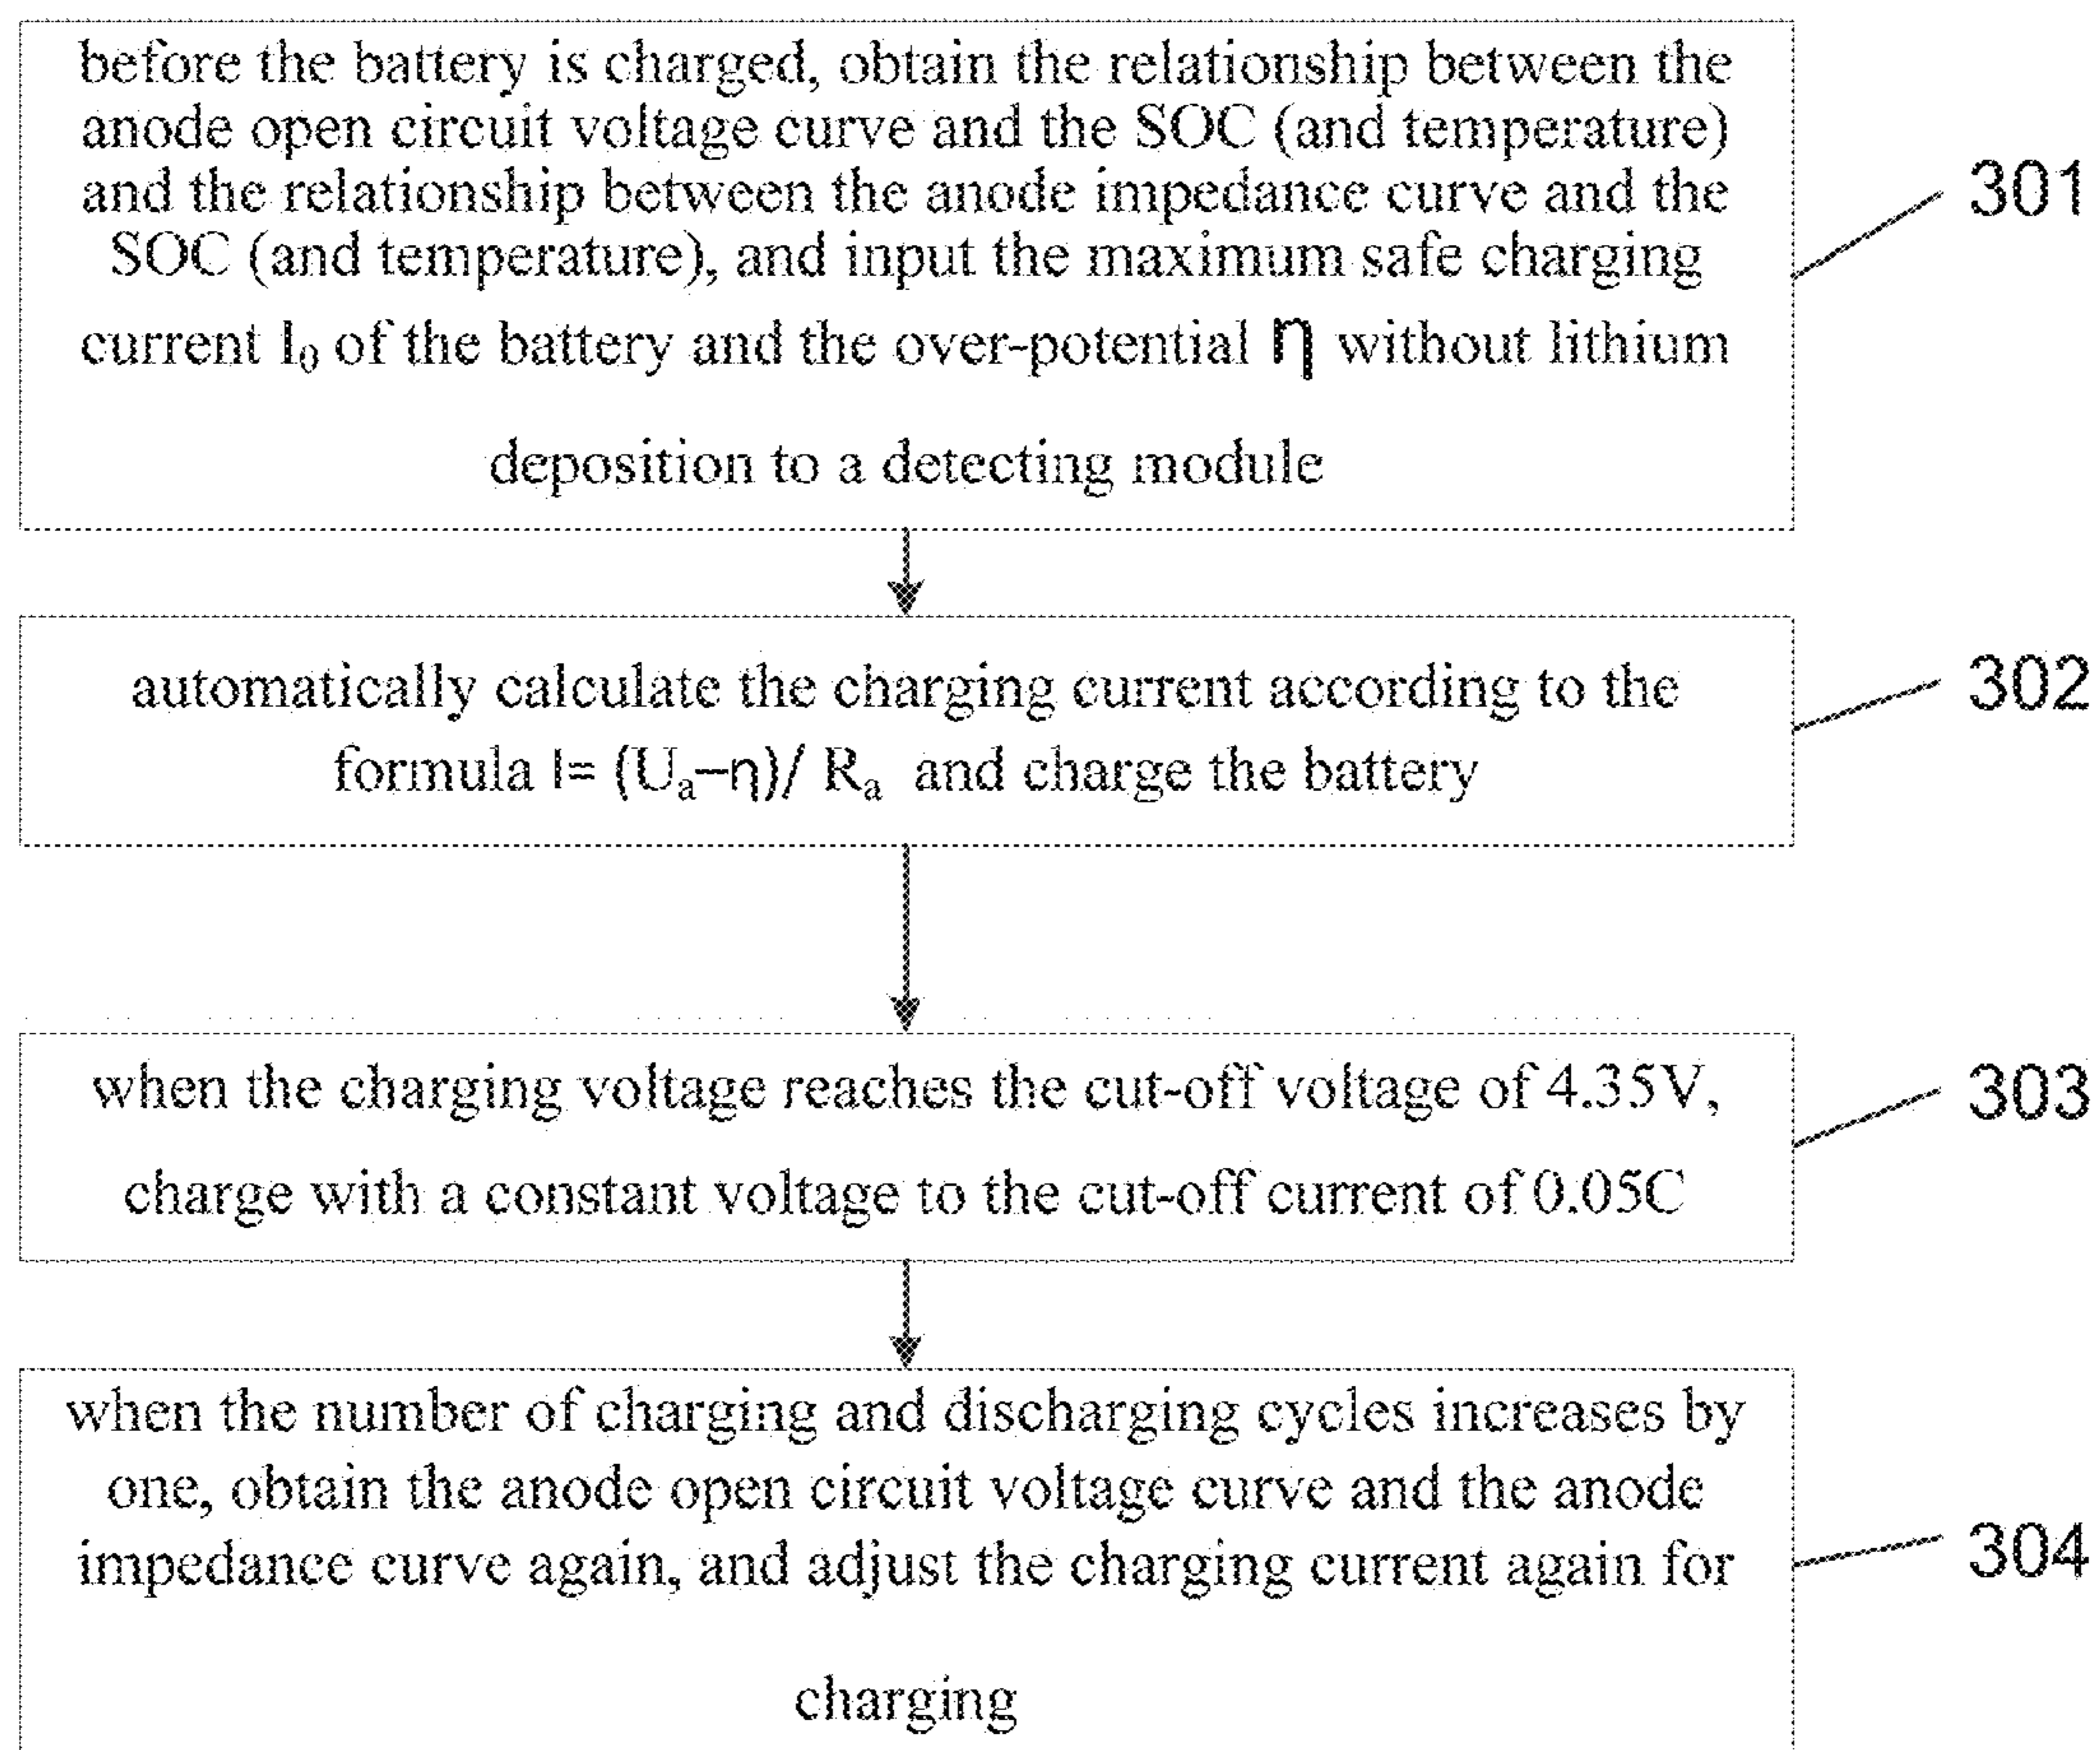 before the battery is charged, obtain the relationship between the
anode open circuit voltage curve and the SOC (and temperature)
and the relationship between the anode impedance curve and the
SOC (and temperature), and input the maximum safe charging
current I₀ of the battery and the over-potential η without lithium
deposition to a detecting module
301
automatically calculate the charging current according to the
formula I= (Uₐ–η)/ Rₐ and charge the battery
302
when the charging voltage reaches the cut-off voltage of 4.35V,
charge with a constant voltage to the cut-off current of 0.05C
303
when the number of charging and discharging cycles increases by
one, obtain the anode open circuit voltage curve and the anode
impedance curve again, and adjust the charging current again for
charging
304